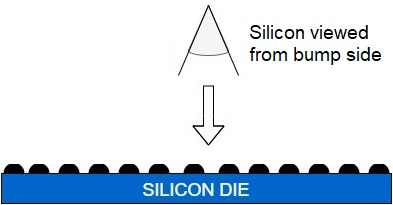 Silicon viewed
from bump side
SILICON DIE